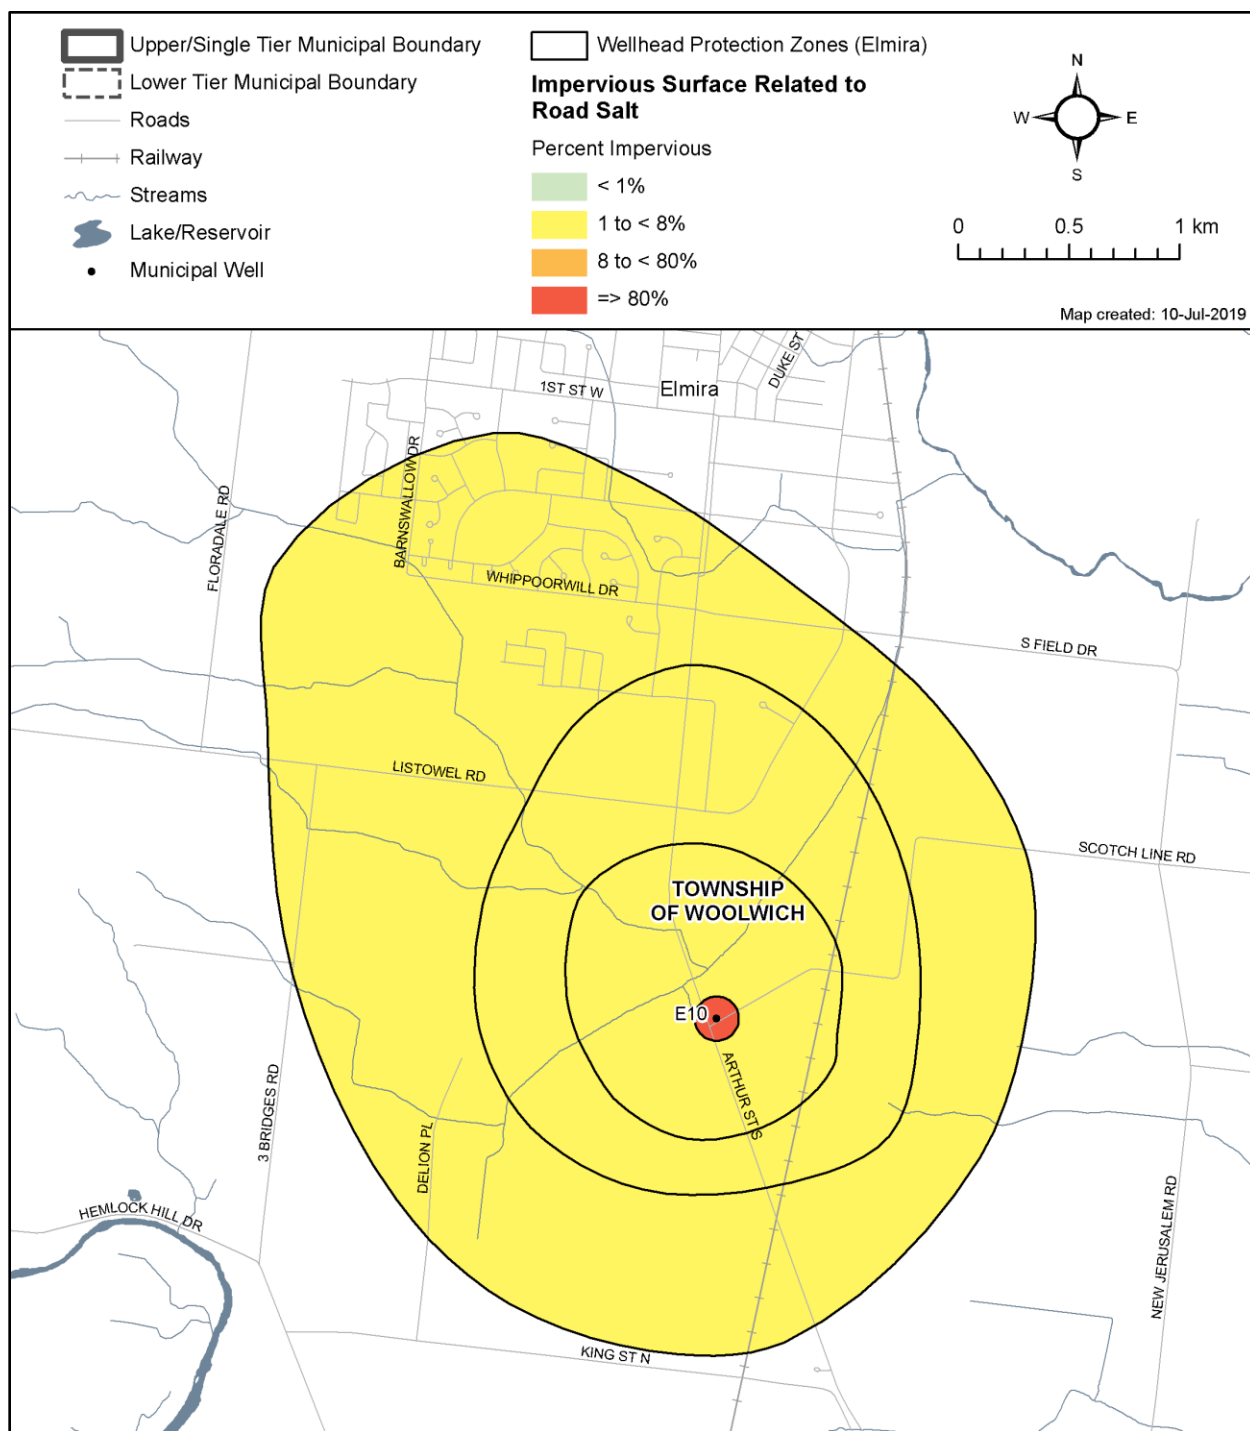 Upper/Single Tier Municipal Boundary
Lower Tier Municipal Boundary
Roads
Railway
Streams
Lake/Reservoir
Municipal Well
Wellhead Protection Zones (Elmira)
Impervious Surface Related to
Road Salt
Percent Impervious
< 1%
1 to < 8%
8 to < 80%
=> 80%
N
W E
S
0 0.5 1 km
Map created: 10-Jul-2019
1ST ST W
Elmira
DUKE ST
FLORADALE RD
BARNSWALLOW DR
WHIPPOORWILL DR
S FIELD DR
LISTOWEL RD
SCOTCH LINE RD
TOWNSHIP
OF WOOLWICH
E10
ARTHUR ST S
3 BRIDGES RD
DELION PL
HEMLOCK HILL DR
NEW JERUSALEM RD
KING ST N